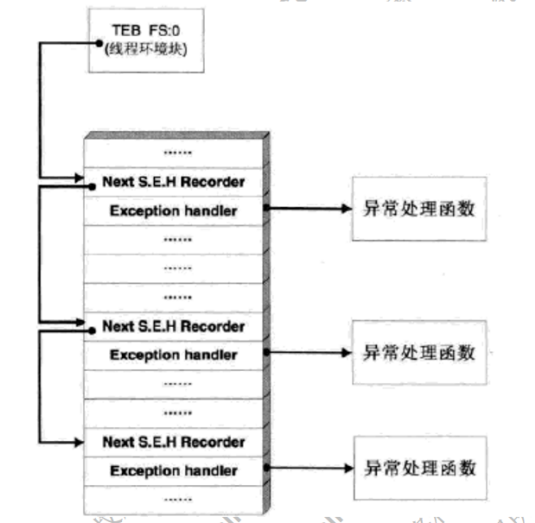 TEB FS:0
(线程环境块)
......
Next S.E.H Recorder
Exception handler
异常处理函数
......
......
......
Next S.E.H Recorder
Exception handler
异常处理函数
......
......
Next S.E.H Recorder
Exception handler
异常处理函数
......